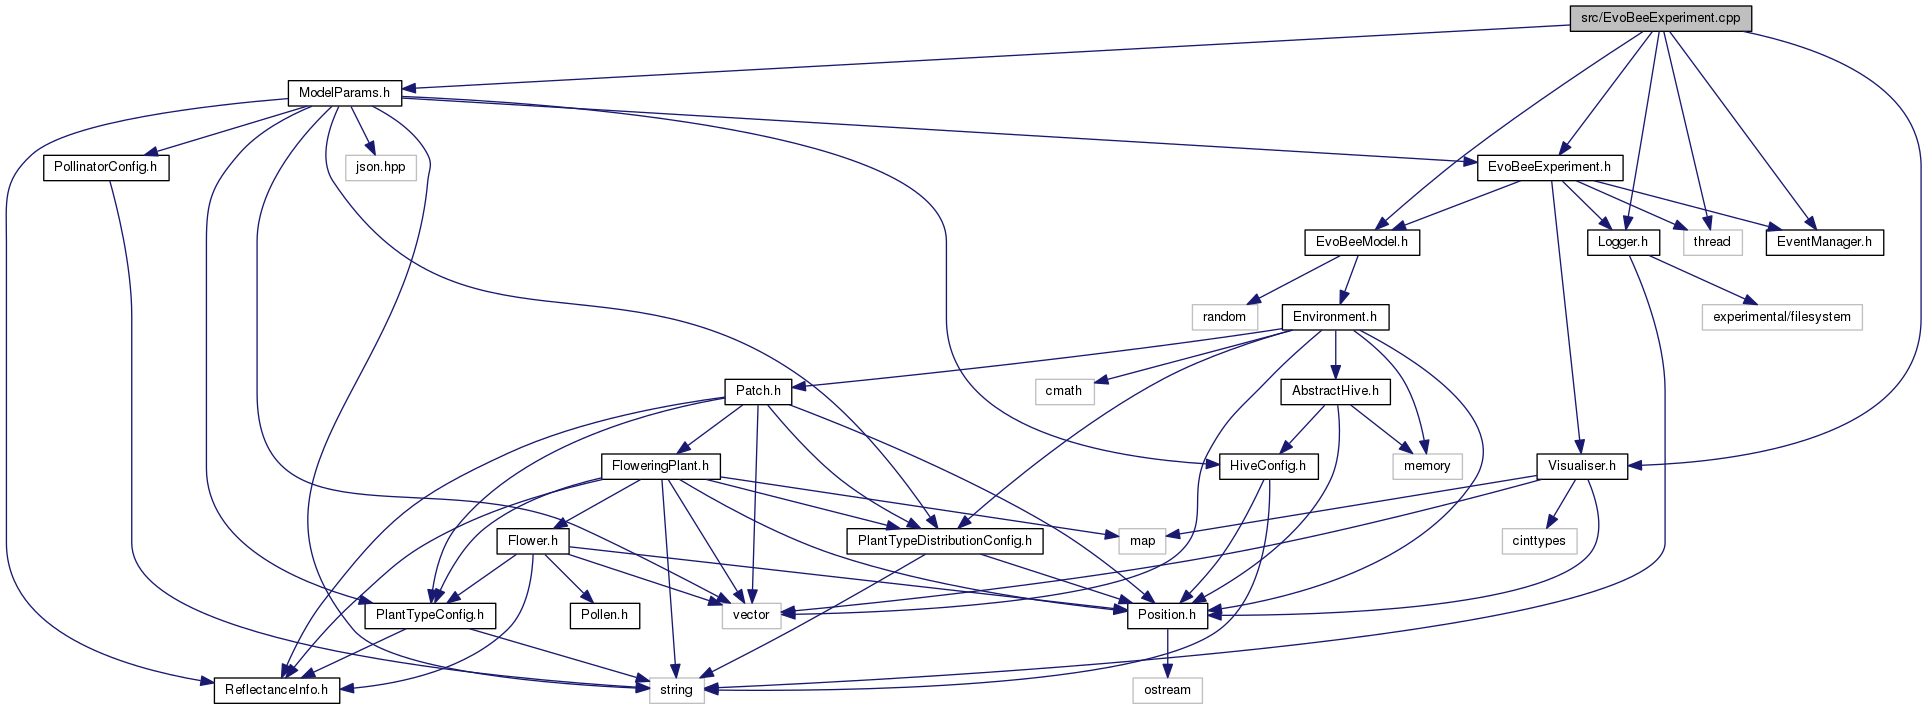 src/EvoBeeExperiment.cpp
ModelParams.h
PollinatorConfig.h
json.hpp
EvoBeeExperiment.h
EvoBeeModel.h
Logger.h
thread
EventManager.h
random
Environment.h
experimental/filesystem
Patch.h
cmath
AbstractHive.h
FloweringPlant.h
HiveConfig.h
memory
Visualiser.h
Flower.h
PlantTypeDistributionConfig.h
map
cinttypes
PlantTypeConfig.h
Pollen.h
vector
Position.h
ReflectanceInfo.h
string
ostream